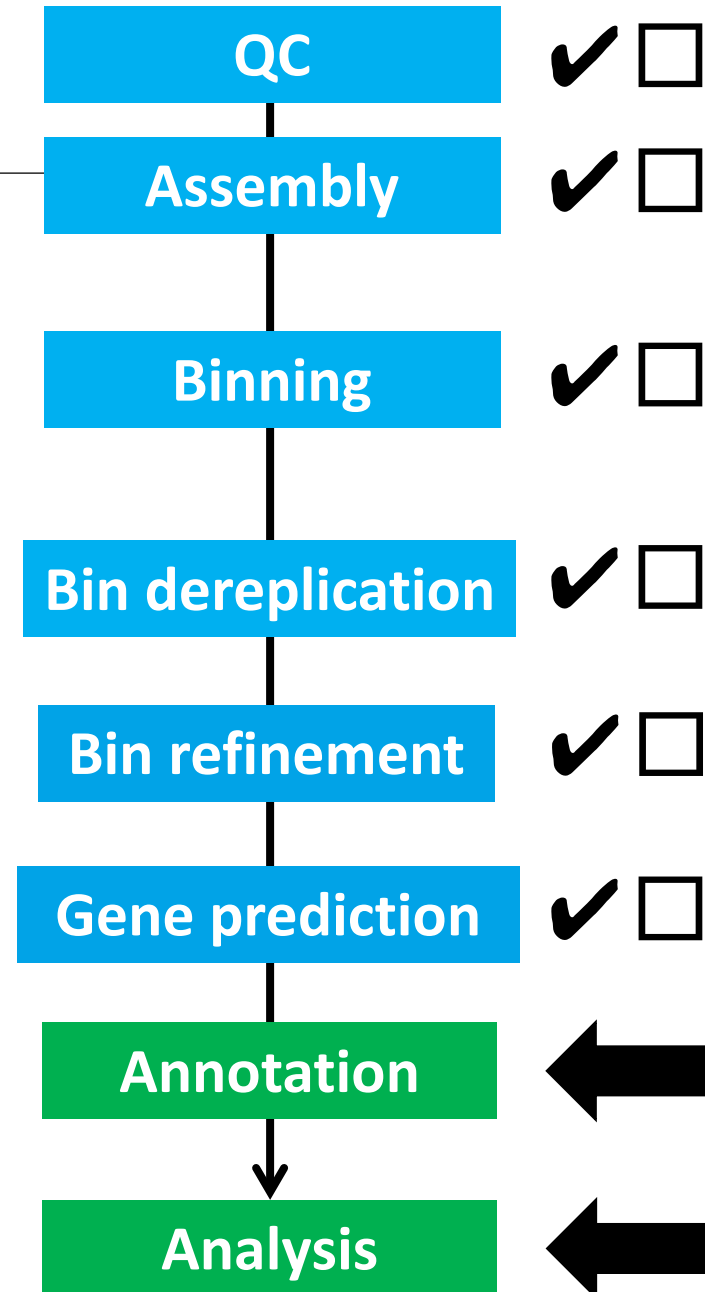 QC
Assembly
Binning
Bin dereplication
Bin refinement
Gene prediction
Annotation
Analysis